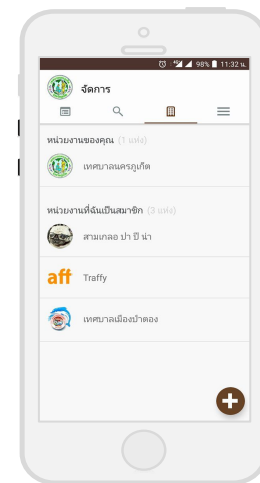 98% 11:32 น.
จัดการ
หน่วยงานของคุณ (1 แห่ง)
เทศบาลนครภูเก็ต
หน่วยงานที่ฉันเป็นสมาชิก (3 แห่ง)
สามเกลอ ปา ปี น่า
aff Traffy
เทศบาลเมืองป่าตอง